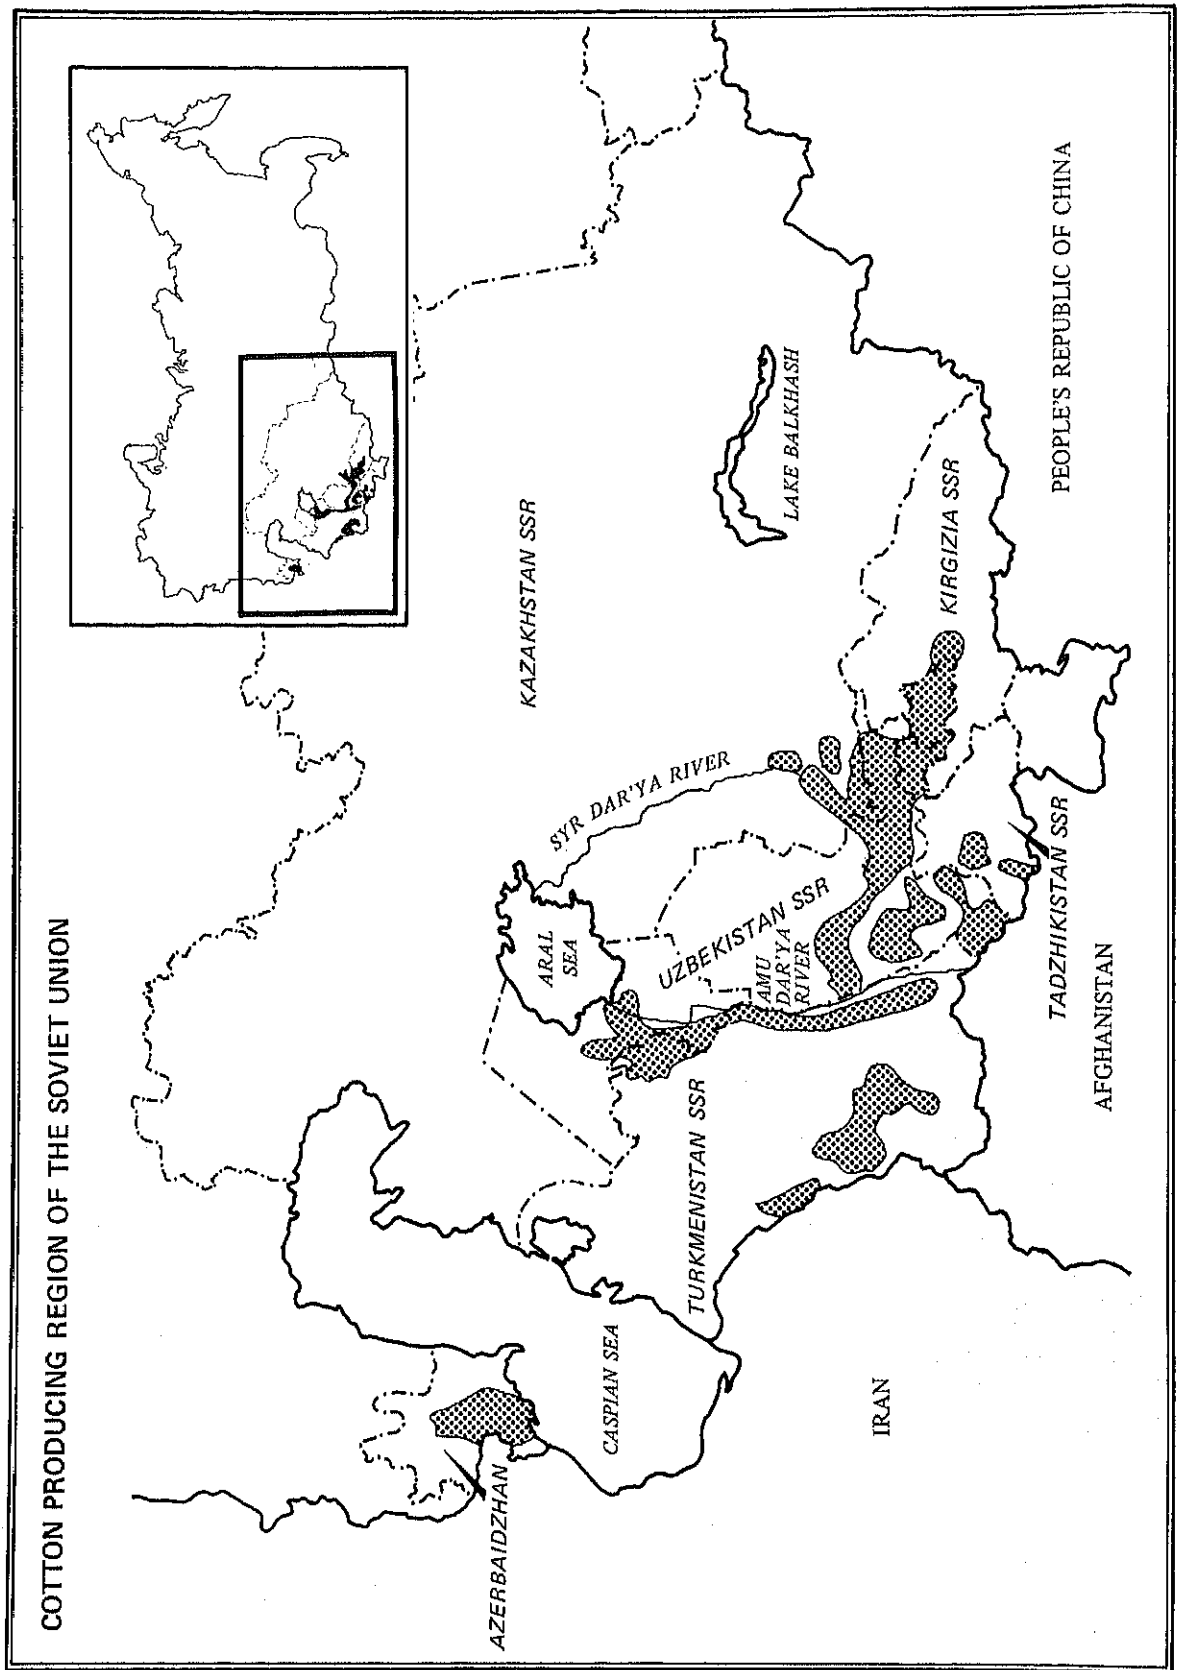 COTTON PRODUCING REGION OF THE SOVIET UNION
KAZAKHSTAN SSR
LAKE BALKHASH
PEOPLE'S REPUBLIC OF CHINA
KIRGIZIA SSR
SYR DAR'YA RIVER
ARAL
SEA
UZBEKISTAN SSR
AMU
DAR'YA
RIVER
TADZHIKISTAN SSR
AFGHANISTAN
TURKMENISTAN SSR
CASPIAN SEA
IRAN
AZERBAIDZHAN